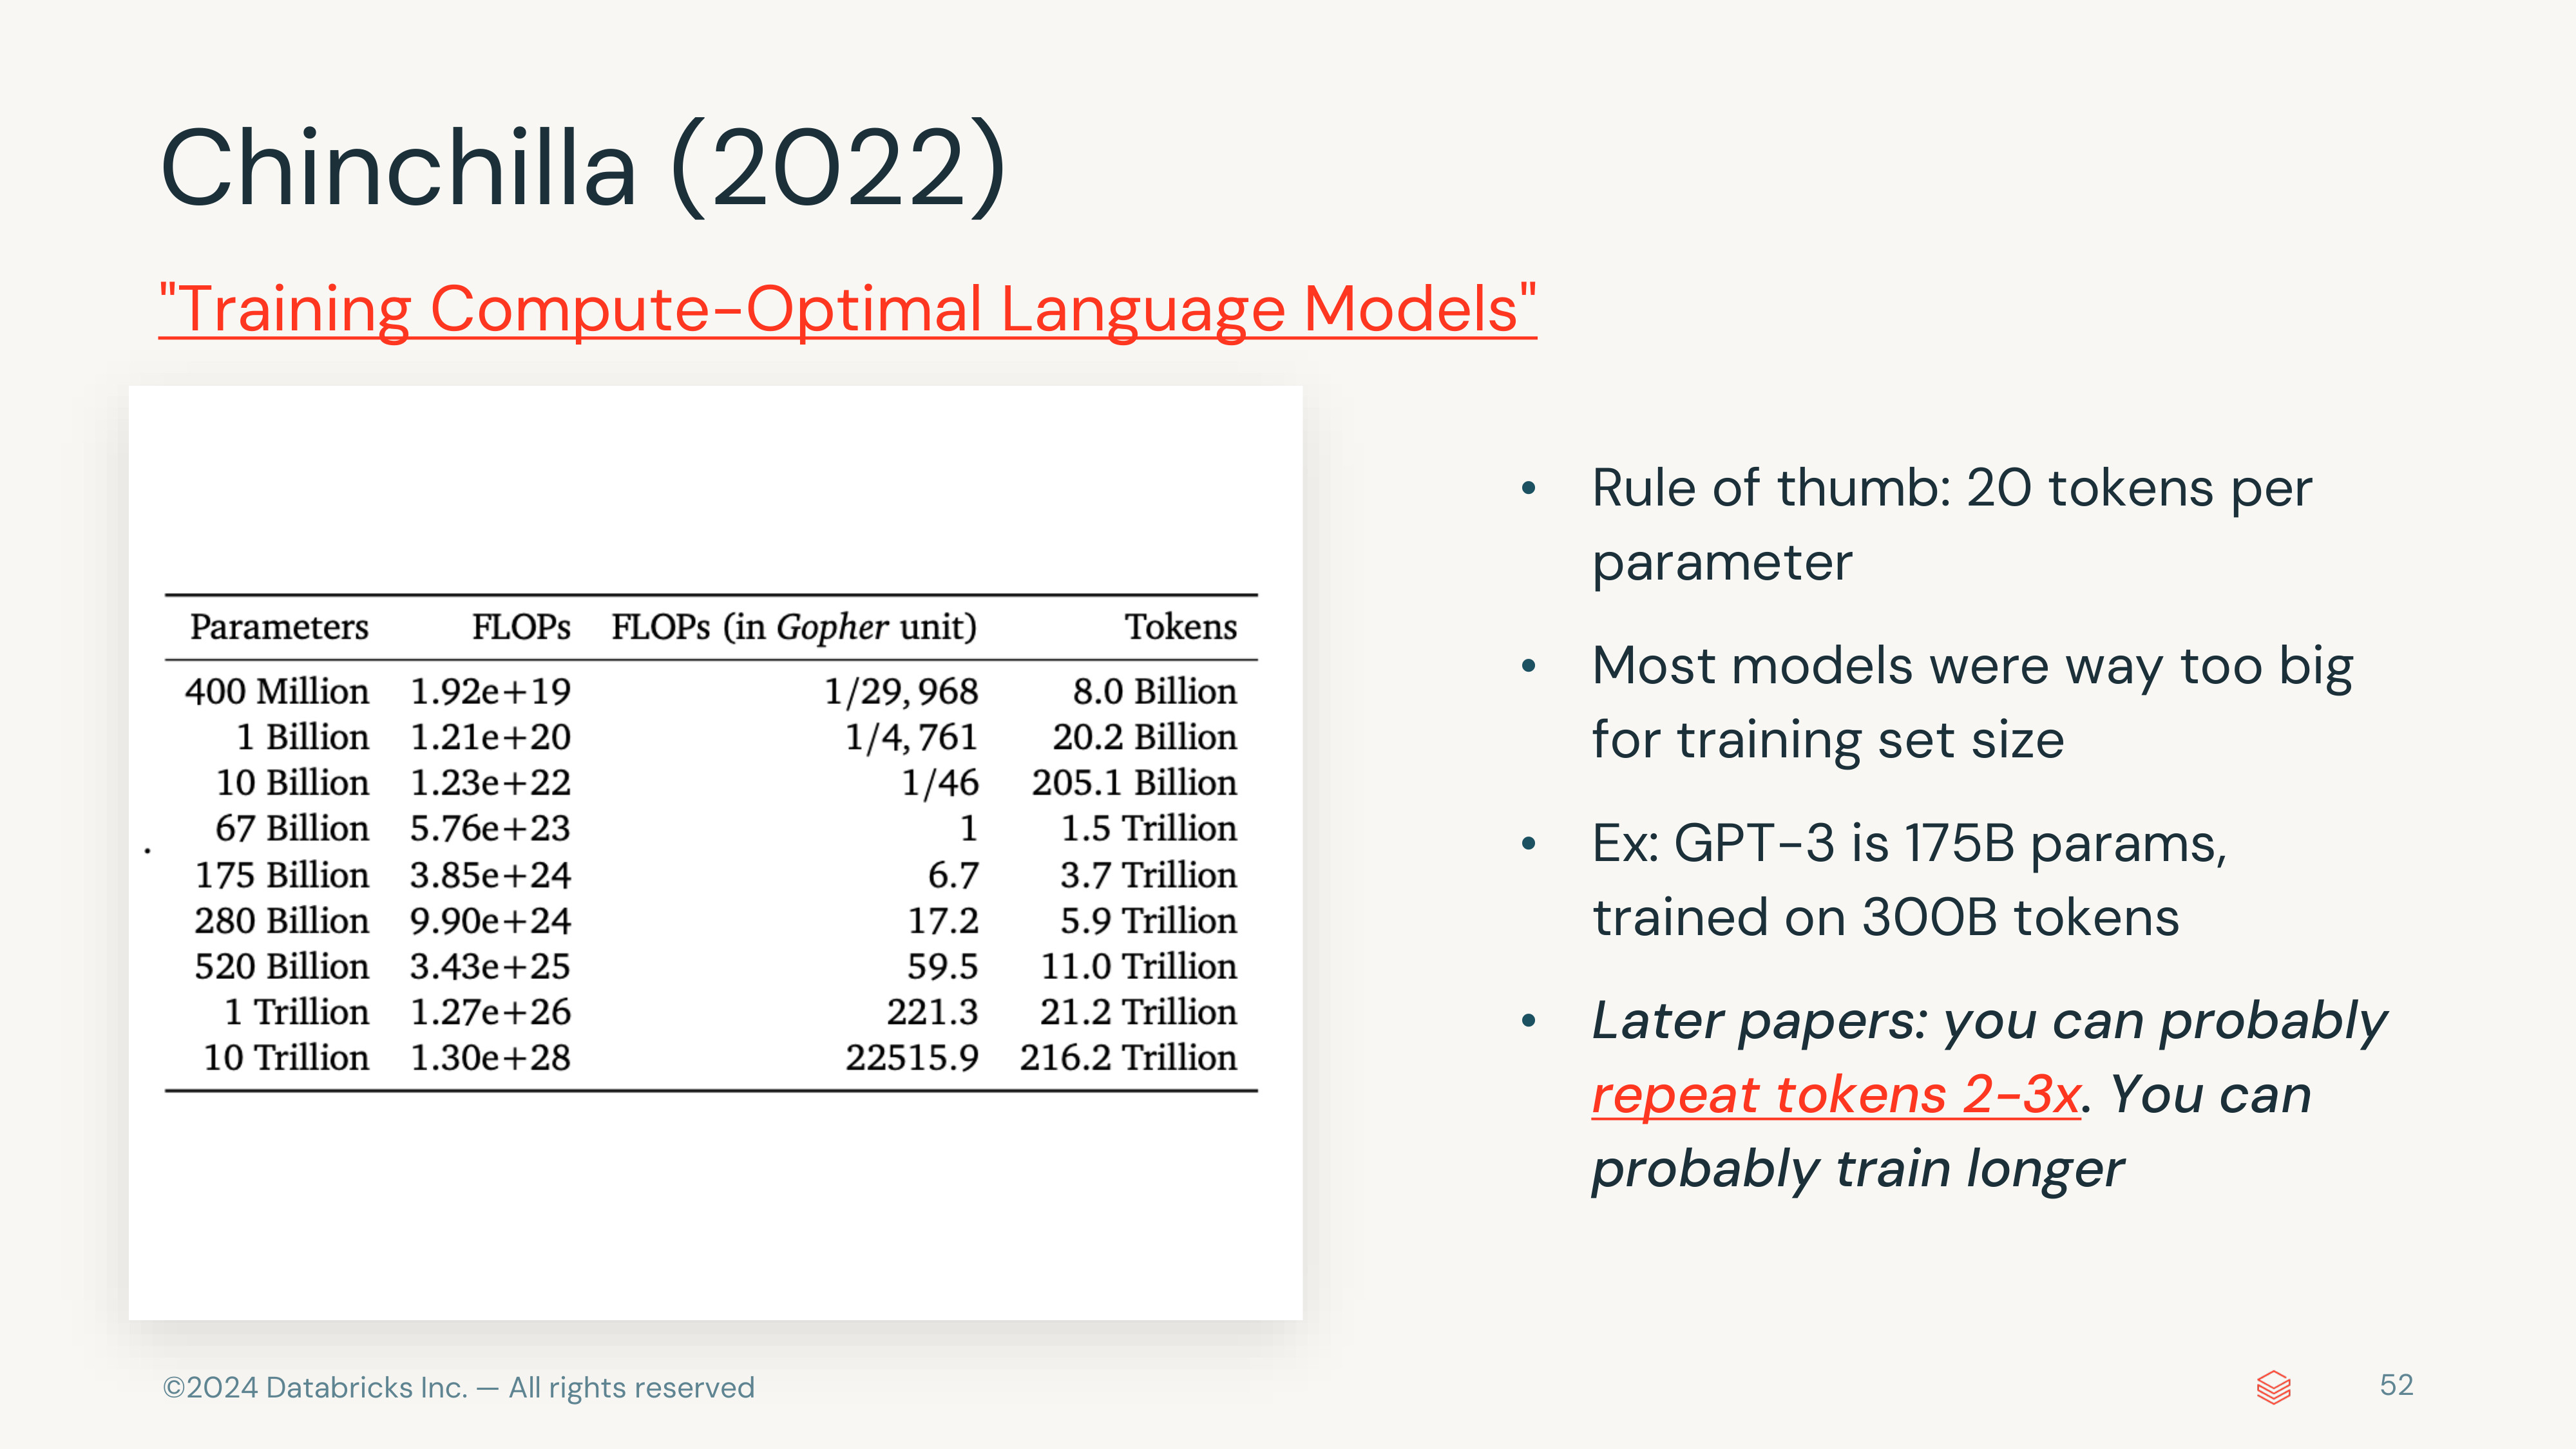 Chinchilla (2022)
"Training Compute-Optimal Language Models"
Parameters FLOPs FLOPs (in Gopher unit) Tokens
400 Million 1.92e+19 1/29, 968 8.0 Billion
1 Billion 1.21e+20 1/4, 761 20.2 Billion
10 Billion 1.23e+22 1/46 205.1 Billion
67 Billion 5.76e+23 1 1.5 Trillion
175 Billion 3.85e+24 6.7 3.7 Trillion
280 Billion 9.90e+24 17.2 5.9 Trillion
520 Billion 3.43e+25 59.5 11.0 Trillion
1 Trillion 1.27e+26 221.3 21.2 Trillion
10 Trillion 1.30e+28 22515.9 216.2 Trillion
• Rule of thumb: 20 tokens per
parameter
• Most models were way too big
for training set size
• Ex: GPT-3 is 175B params,
trained on 300B tokens
• Later papers: you can probably
repeat tokens 2-3x. You can
probably train longer
©2024 Databricks Inc. — All rights reserved
52